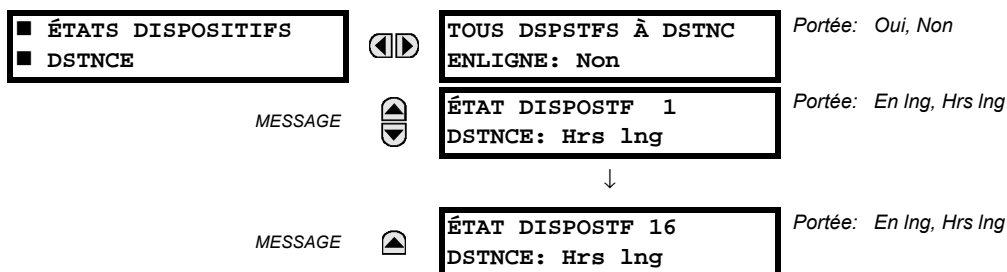 ■ ÉTATS DISPOSITIFS
■ DSTNCE
TOUS DSPSTFS À DSTNC
ENLIGNE: Non
Portée: Oui, Non
MESSAGE
ÉTAT DISPOSTF 1
DSTNCE: Hrs lng
Portée: En lng, Hrs lng
↓
MESSAGE
ÉTAT DISPOSTF 16
DSTNCE: Hrs lng
Portée: En lng, Hrs lng